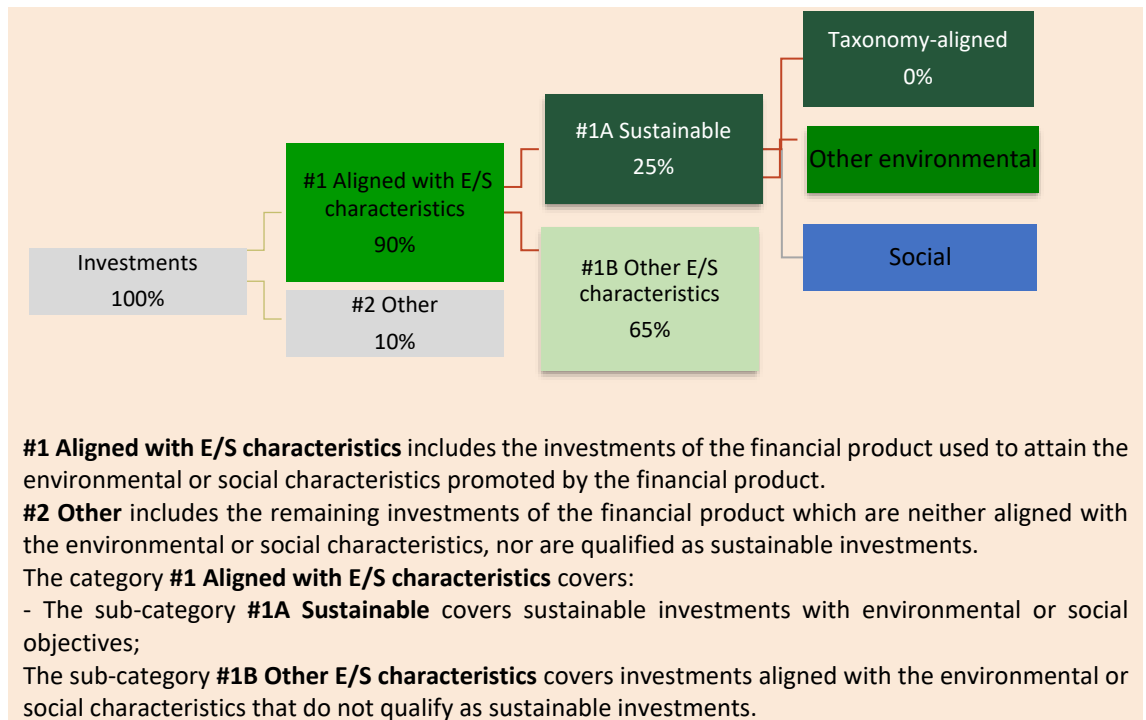 Taxonomy-aligned
0%
#1A Sustainable
25%
Other environmental
#1 Aligned with E/S
characteristics
90%
Social
Investments
100%
#1B Other E/S
characteristics
65%
#2 Other
10%
#1 Aligned with E/S characteristics includes the investments of the financial product used to attain the
environmental or social characteristics promoted by the financial product.
#2 Other includes the remaining investments of the financial product which are neither aligned with
the environmental or social characteristics, nor are qualified as sustainable investments.
The category #1 Aligned with E/S characteristics covers:
- The sub-category #1A Sustainable covers sustainable investments with environmental or social
objectives;
The sub-category #1B Other E/S characteristics covers investments aligned with the environmental or
social characteristics that do not qualify as sustainable investments.